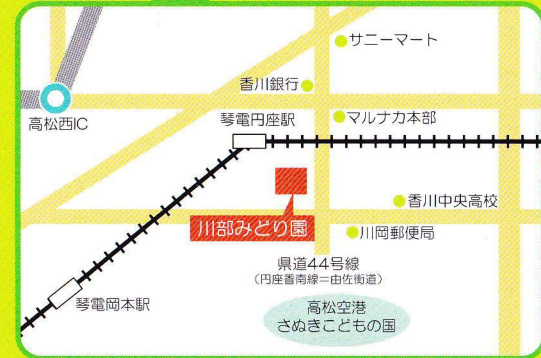 サニーマート
香川銀行
高松西IC
琴電円座駅
マルナカ本部
香川中央高校
川部みどり園
川岡郵便局
県道44号線
（円座香南線＝由佐街道）
琴電岡本駅
高松空港
さぬきこどもの国